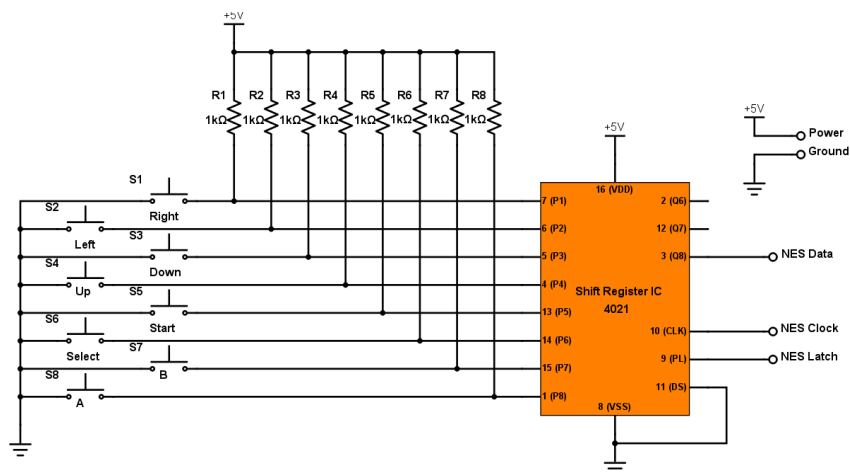 +5V
R1 R2 R3 R4 R5 R6 R7 R8
1kΩ 1kΩ 1kΩ 1kΩ 1kΩ 1kΩ 1kΩ 1kΩ
+5V
+5V
Power
Ground
S1
Right
S2
Left
S3
Down
S4
Up
S5
Start
S6
Select
S7
B
S8
A
16 (VDD)
7 (P1)
6 (P2)
5 (P3)
4 (P4)
13 (P5)
14 (P6)
15 (P7)
1 (P8)
Shift Register IC
4021
2 (Q6)
12 (Q7)
3 (Q8)
10 (CLK)
9 (PL)
11 (DS)
8 (VSS)
NES Data
NES Clock
NES Latch